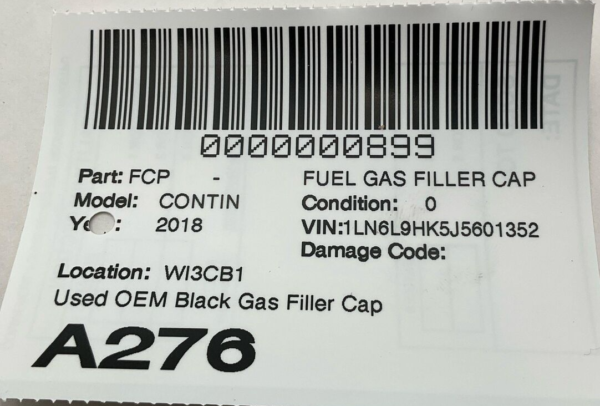 0000000899
Part: FCP - FUEL GAS FILLER CAP
Model: CONTIN Condition: 0
2018 VIN:1LN6L9HK5J5601352
Damage Code:
Location: WI3CB1
Used OEM Black Gas Filler Cap
A276